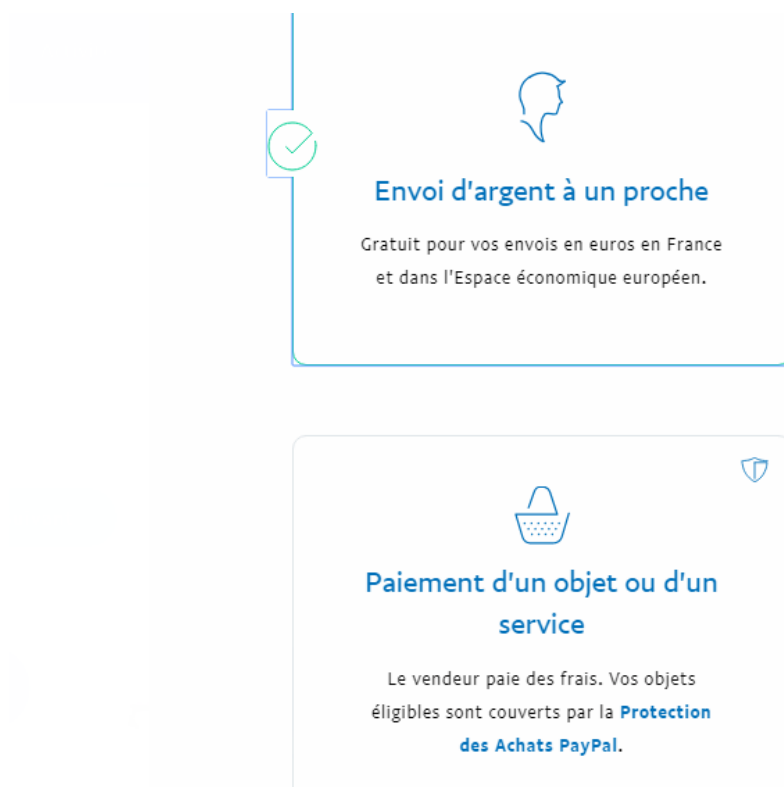 Envoi d'argent à un proche
Gratuit pour vos envois en euros en France
et dans l'Espace économique européen.
Paiement d'un objet ou d'un
service
Le vendeur paie des frais. Vos objets
éligibles sont couverts par la Protection
des Achats PayPal.